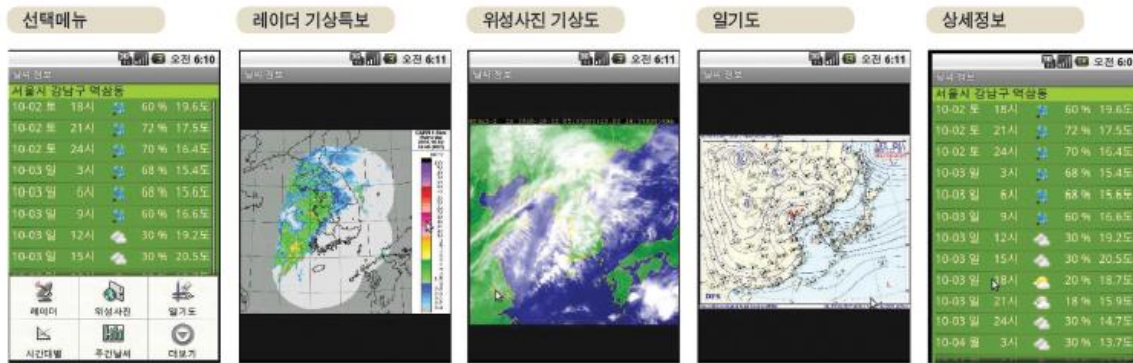 선택메뉴
레이더 기상특보
위성사진 기상도
일기도
상세정보
오전 6:10
날씨 정보
서울시 강남구 역삼동
10-02 토 18시 60 % 19.6도
10-02 토 21시 72 % 17.5도
10-02 토 24시 70 % 16.4도
10-03 일 3시 68 % 15.4도
10-03 일 6시 68 % 15.6도
10-03 일 9시 60 % 16.6도
10-03 일 12시 30 % 19.2도
10-03 일 15시 30 % 20.5도
레이더
위성사진
일기도
시간대별
주간날씨
더보기
오전 6:11
날씨 정보
오전 6:11
날씨 정보
오전 6:11
날씨 정보
오전 6:0
날씨 정보
서울시 강남구 역삼동
10-02 토 18시 60 % 19.6도
10-02 토 21시 72 % 17.5도
10-02 토 24시 70 % 16.4도
10-03 일 3시 68 % 15.4도
10-03 일 6시 68 % 15.6도
10-03 일 9시 60 % 16.6도
10-03 일 12시 30 % 19.2도
10-03 일 15시 30 % 20.5도
10-03 일 18시 20 % 18.7도
10-03 일 21시 18 % 15.9도
10-03 일 24시 30 % 14.7도
10-04 월 3시 30 % 13.7도